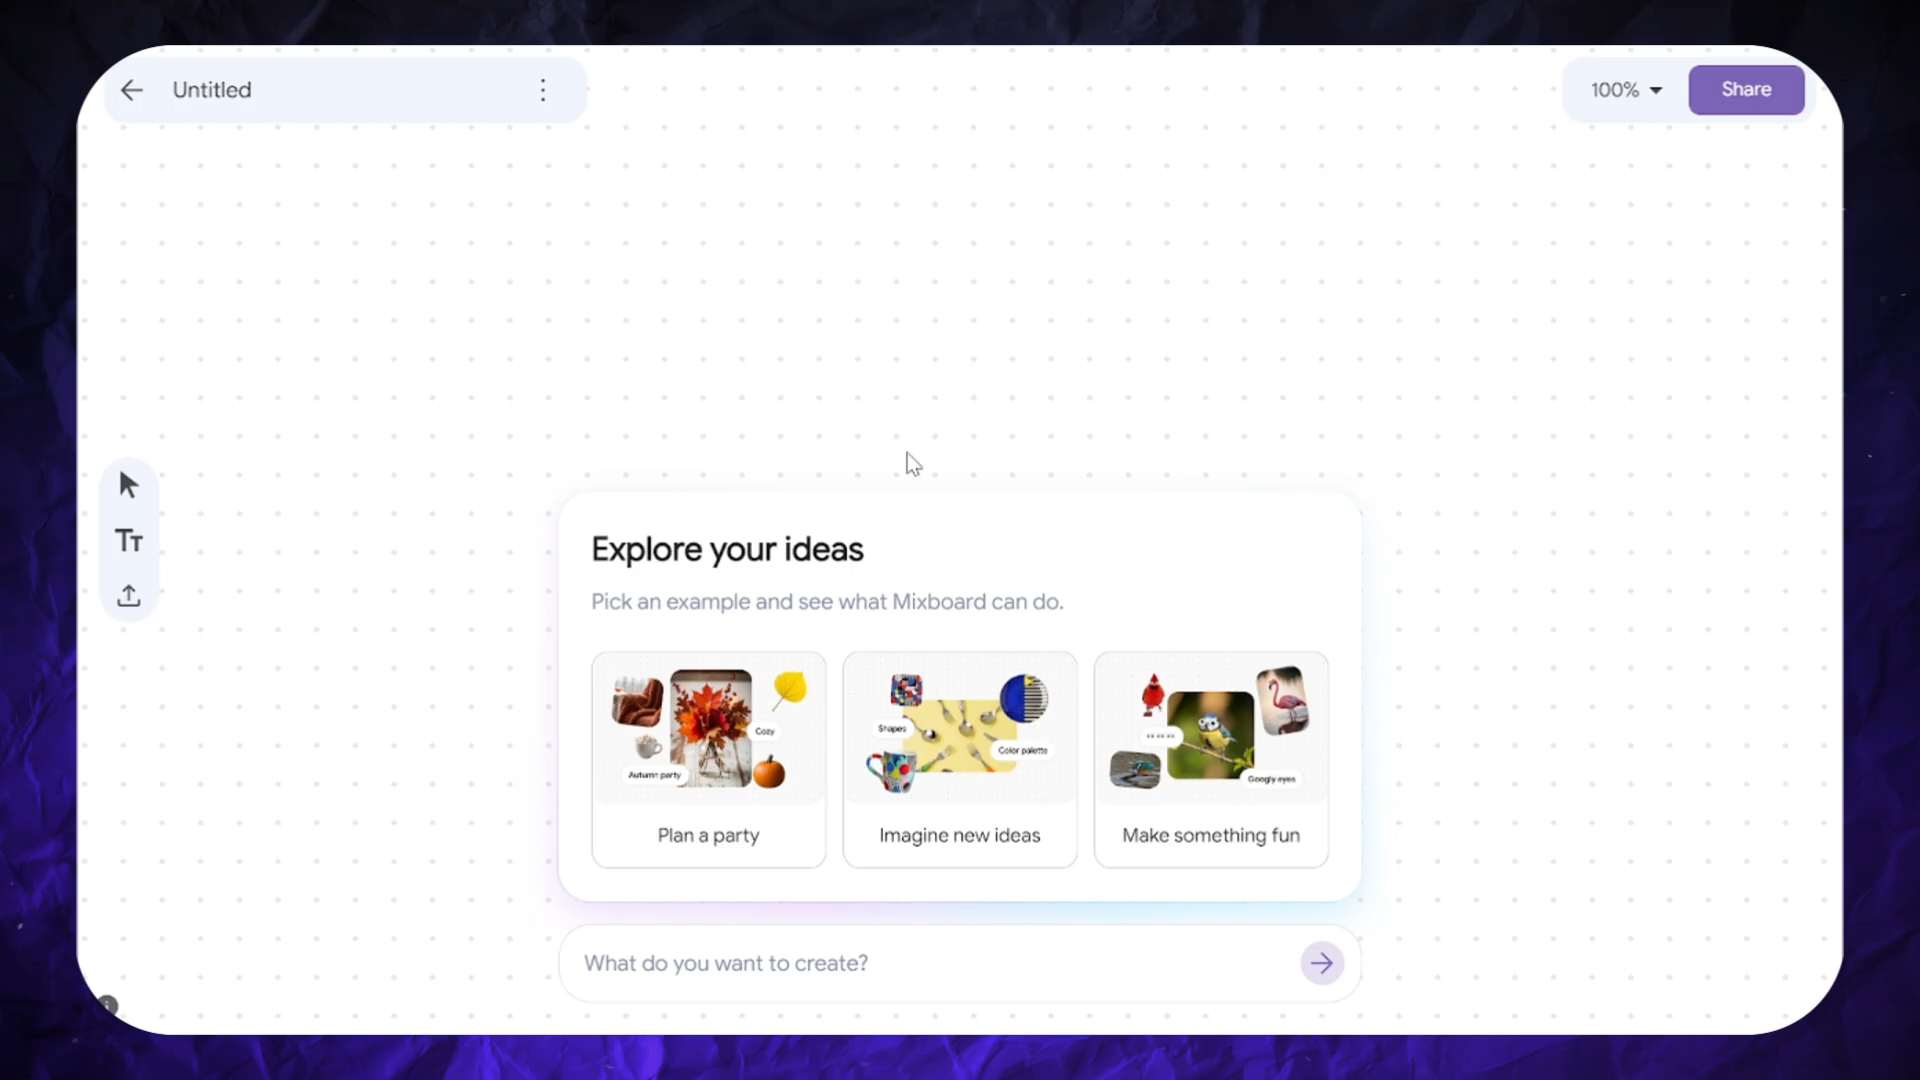 Untitled
100%
Share
Tт
Explore your ideas
Pick an example and see what Mixboard can do.
Cozy
Autumn party
Plan a party
Shapes
Color palette
Imagine new ideas
Googly eyes
Make something fun
What do you want to create?